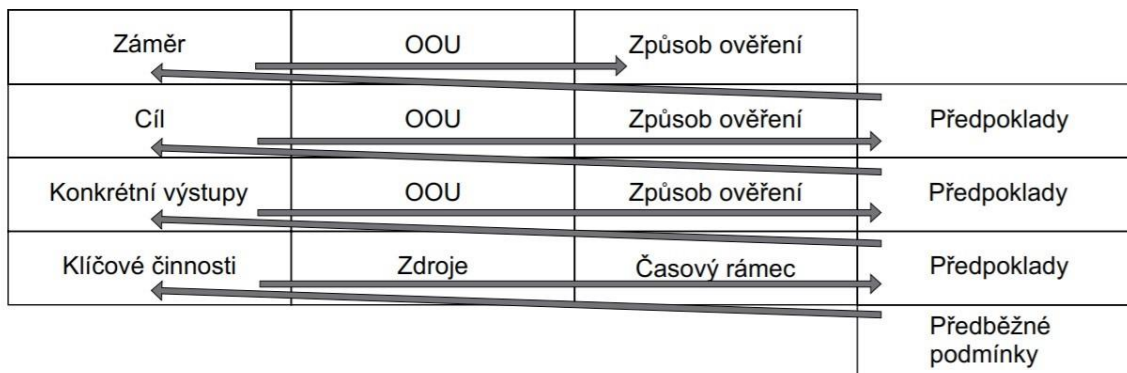 Záměr OOU Způsob ověření
Cíl OOU Způsob ověření Předpoklady
Konkrétní výstupy OOU Způsob ověření Předpoklady
Klíčové činnosti Zdroje Časový rámec Předpoklady
Předběžné
podmínky